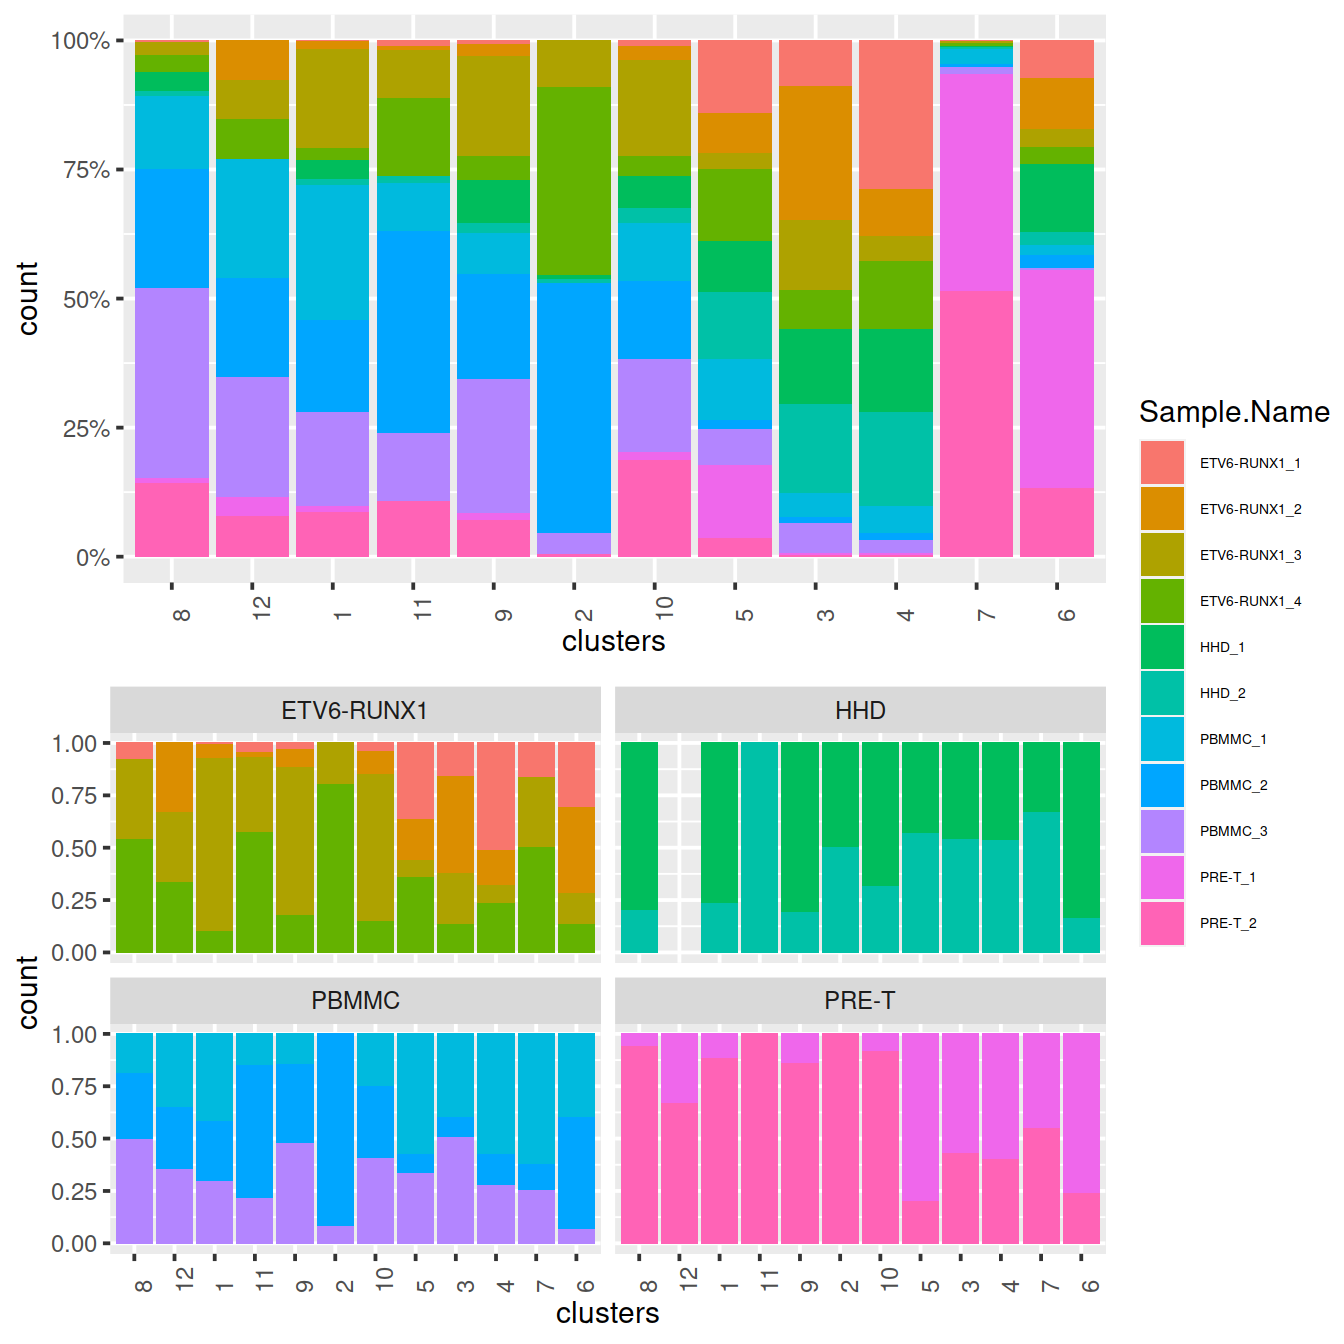 100%
75%
50%
25%
0%
count
8 12 1 11 9 2 10 5 3 4 7 6
clusters
Sample.Name
ETV6-RUNX1_1
ETV6-RUNX1_2
ETV6-RUNX1_3
ETV6-RUNX1_4
HHD_1
HHD_2
PBMMC_1
PBMMC_2
PBMMC_3
PRE-T_1
PRE-T_2
ETV6-RUNX1
HHD
1.00
0.75
0.50
0.25
0.00
count
PBMMC
PRE-T
1.00
0.75
0.50
0.25
0.00
8 12 1 11 9 2 10 5 3 4 7 6
8 12 1 11 9 2 10 5 3 4 7 6
clusters